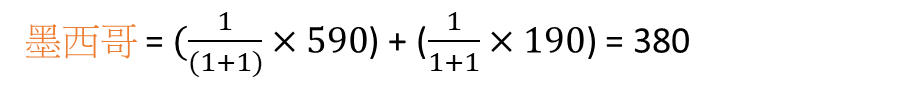 墨西哥 = (1/(1+1) × 590) + (1/1+1 × 190) = 380